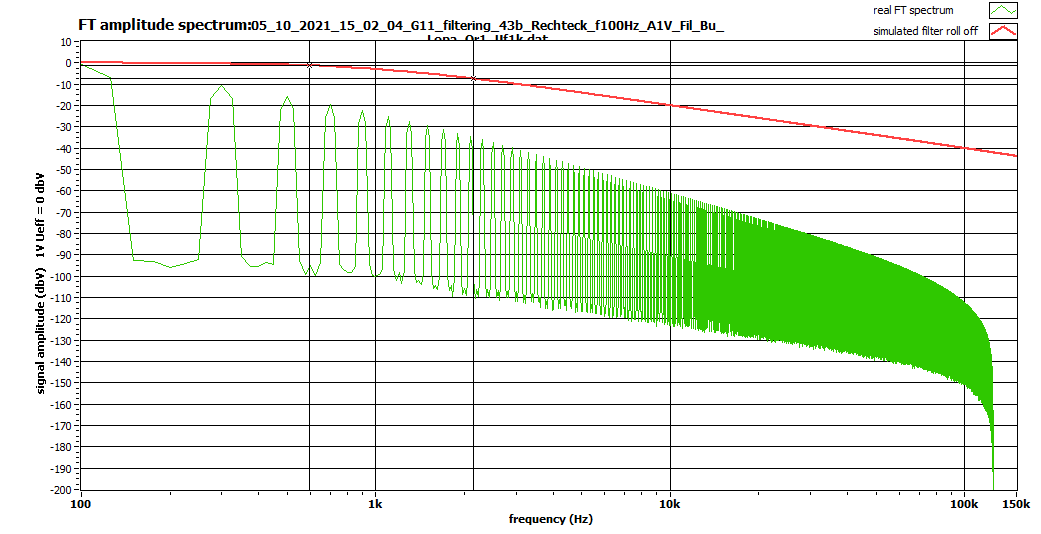 FT amplitude spectrum:05_10_2021_15_02_04_G11_filtering_43b_Rechteck_f100Hz_A1V_Fil_Bu_
Lopa_Or1_Uf1k.dat
real FT spectrum
simulated filter roll off
signal amplitude (dbV) 1V Ueff = 0 dbV
10
0
-10
-20
-30
-40
-50
-60
-70
-80
-90
-100
-110
-120
-130
-140
-150
-160
-170
-180
-190
-200
100
1k
10k
100k
150k
frequency (Hz)